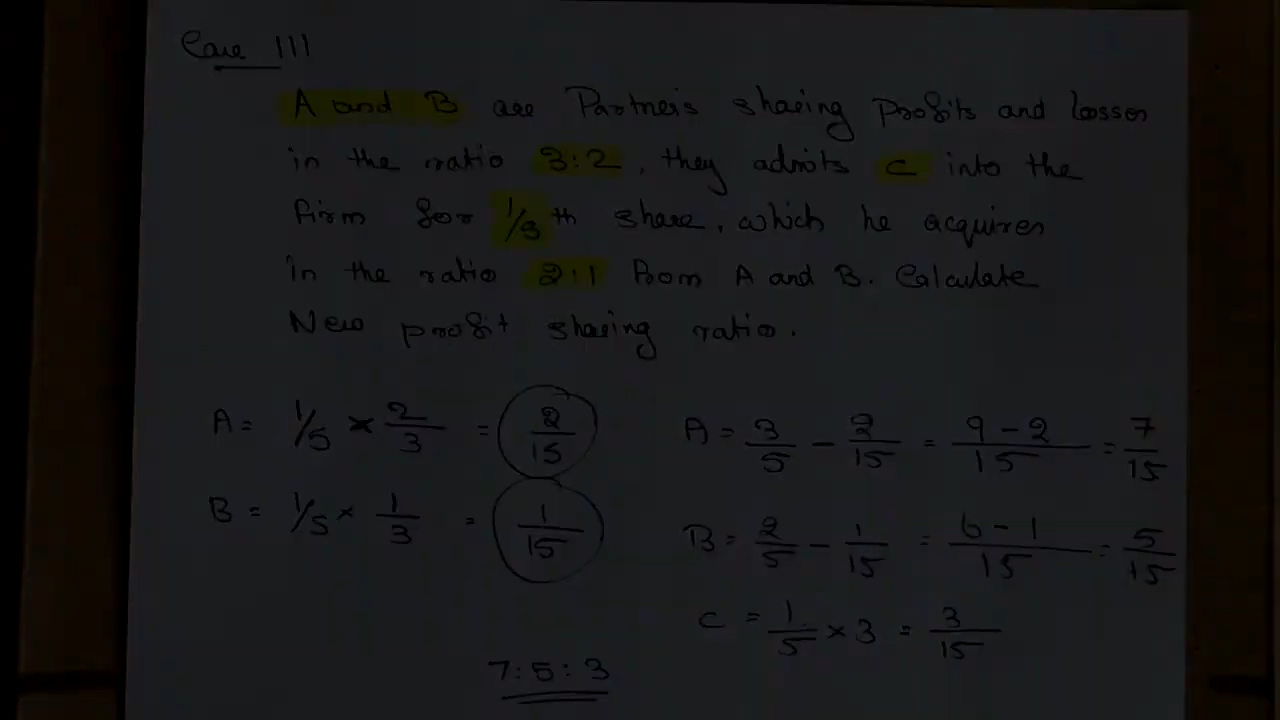 Case III
A and B are Partners sharing Profits and Losses
in the ratio 3:2, they admits C into the
firm for 1/5th share, which he acquires
in the ratio 2:1 from A and B. Calculate
New profit sharing ratio.
A = 1/5 × 2/3 = 2/15
B = 1/5 × 1/3 = 1/15
A = 3/5 - 2/15 = 9-2/15 = 7/15
B = 2/5 - 1/15 = 6-1/15 = 5/15
C = 1/5 × 3 = 3/15
7:5:3